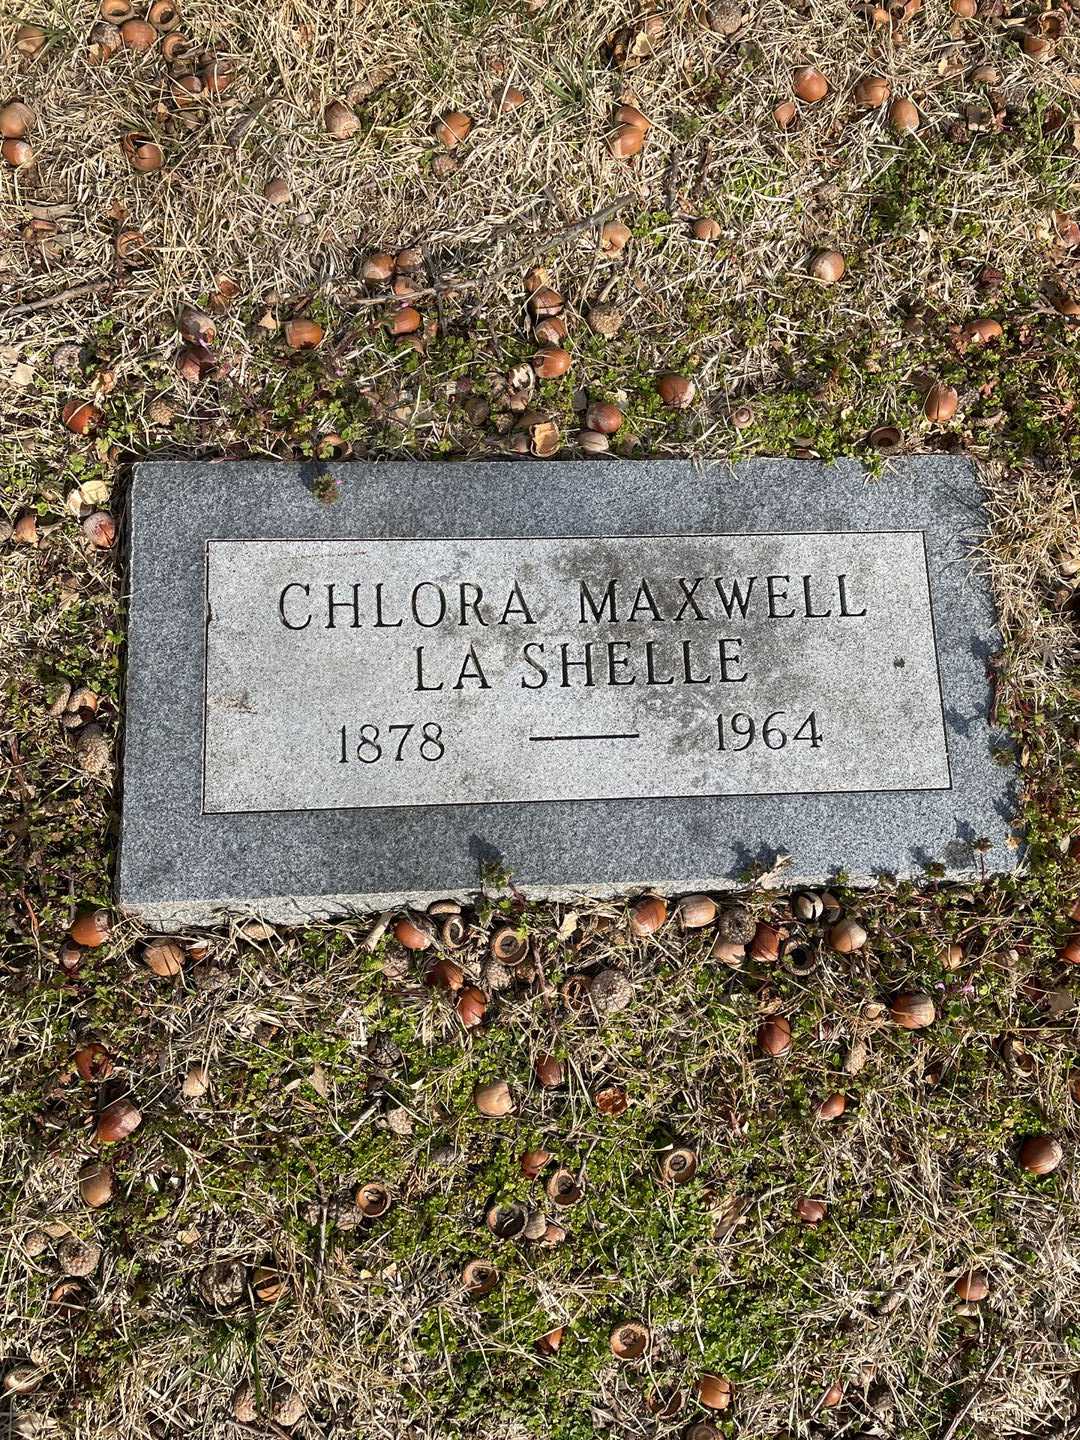 CHLORA MAXWELL
LA SHELLE
1878 — 1964